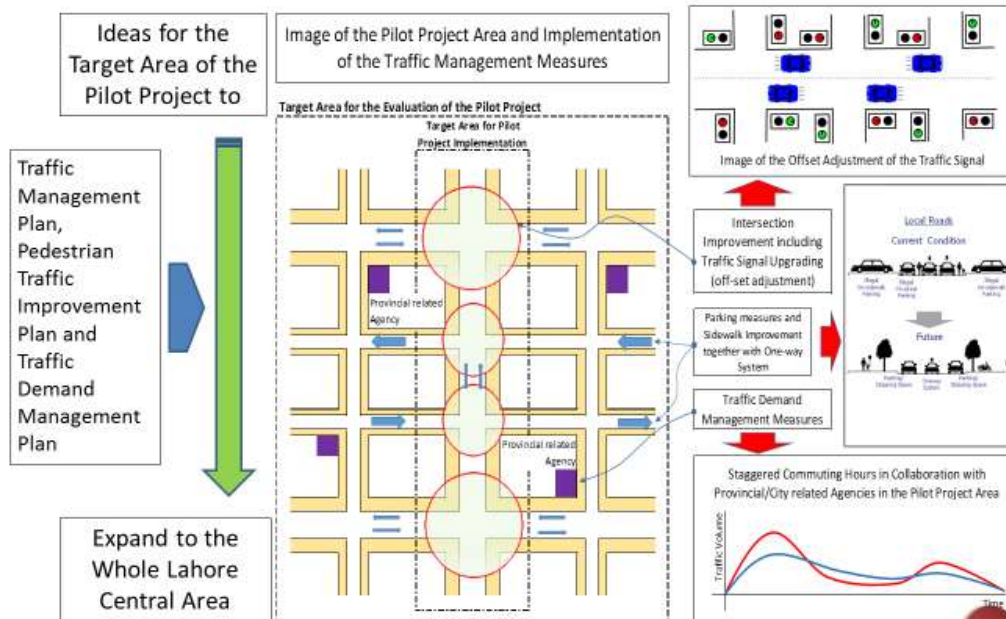 Ideas for the
Target Area of the
Pilot Project to
Image of the Pilot Project Area and Implementation
of the Traffic Management Measures
Traffic
Management
Plan,
Pedestrian
Traffic
Improvement
Plan and
Traffic
Demand
Management
Plan
Expand to the
Whole Lahore
Central Area
Target Area for the Evaluation of the Pilot Project
Target Area for Pilot
Project Implementation
Provincial related
Agency
Provincial related
Agency
Image of the Offset Adjustment of the Traffic Signal
Intersection
Improvement including
Traffic Signal Upgrading
(off-set adjustment)
Parking measures and
Sidewalk Improvement
together with One-way
System
Traffic Demand
Management Measures
Local Roads
Current Condition
Parking
Parking
Parking
Future
System
Staggered Commuting Hours in Collaboration with
Provincial/City related Agencies in the Pilot Project Area
Traffic Volume
Time